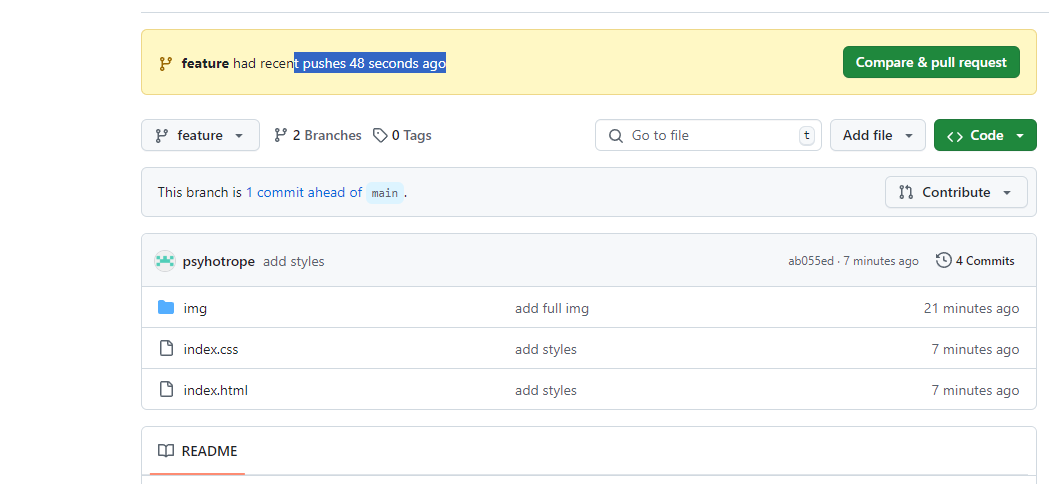 feature had recent pushes 48 seconds ago
Compare & pull request
feature
2 Branches
0 Tags
Go to file
t
Add file
Code
This branch is 1 commit ahead of main .
Contribute
psyhotrope add styles
ab055ed · 7 minutes ago
4 Commits
img add full img 21 minutes ago
index.css add styles 7 minutes ago
index.html add styles 7 minutes ago
README